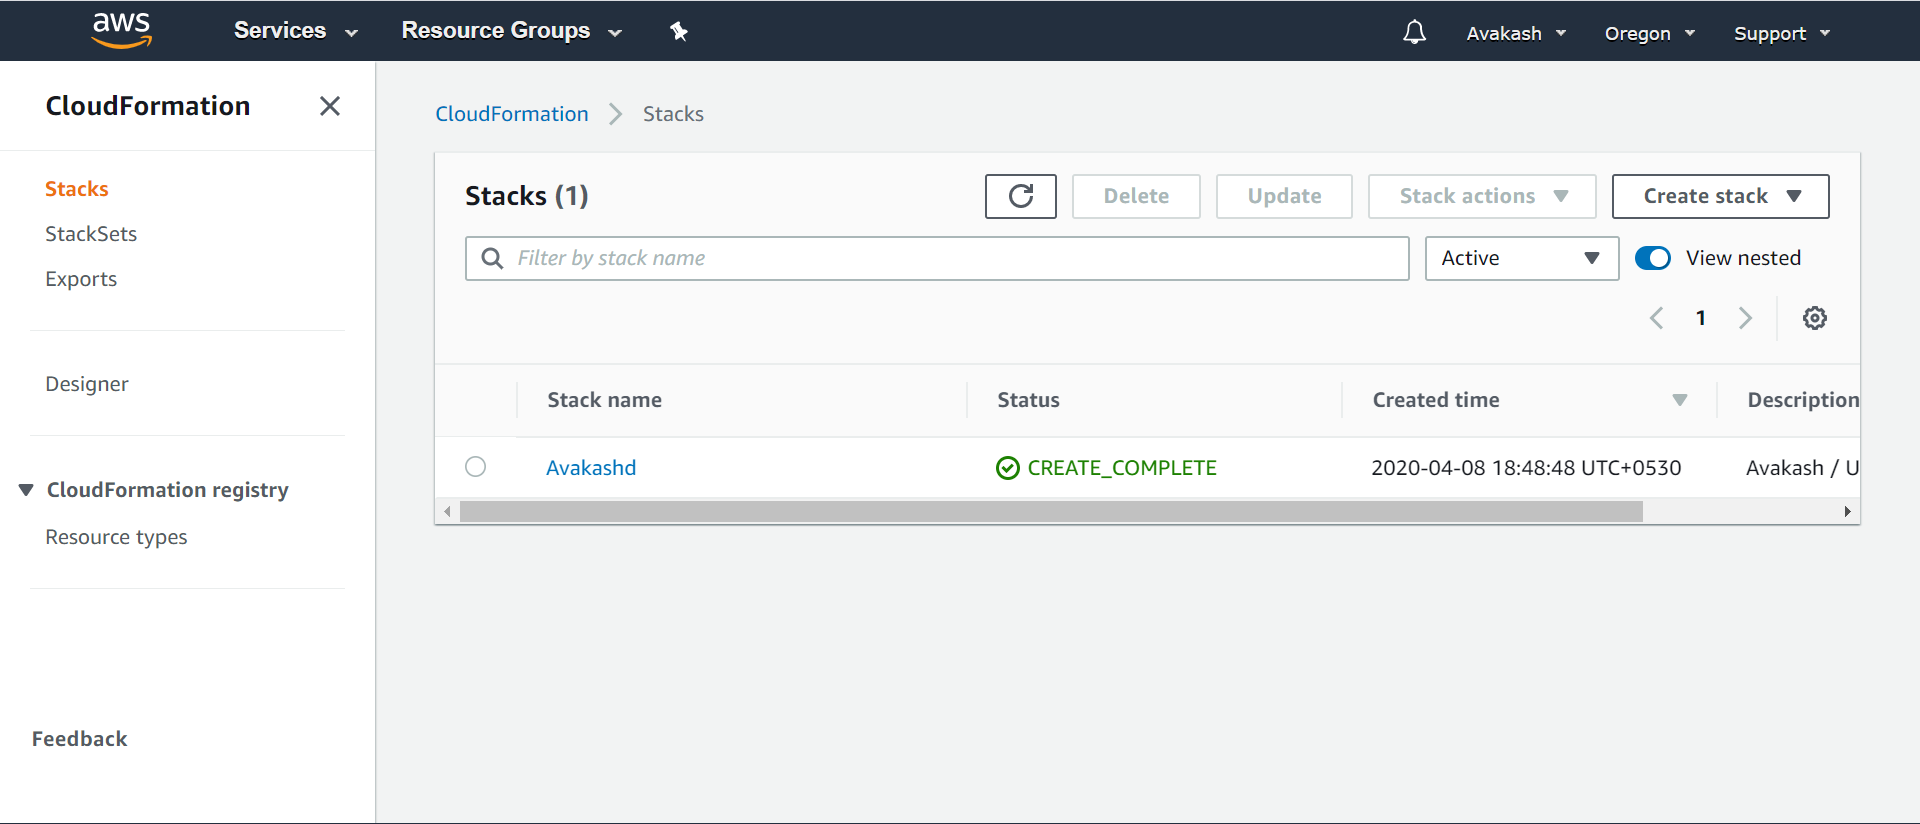 aws Services Resource Groups Avakash Oregon Support
CloudFormation
Stacks
StackSets
Exports
Designer
CloudFormation registry
Resource types
Feedback
CloudFormation Stacks
Stacks (1) Delete Update Stack actions Create stack
Filter by stack name Active View nested
1
Stack name Status Created time Description
Avakashd CREATE_COMPLETE 2020-04-08 18:48:48 UTC+0530 Avakash / U